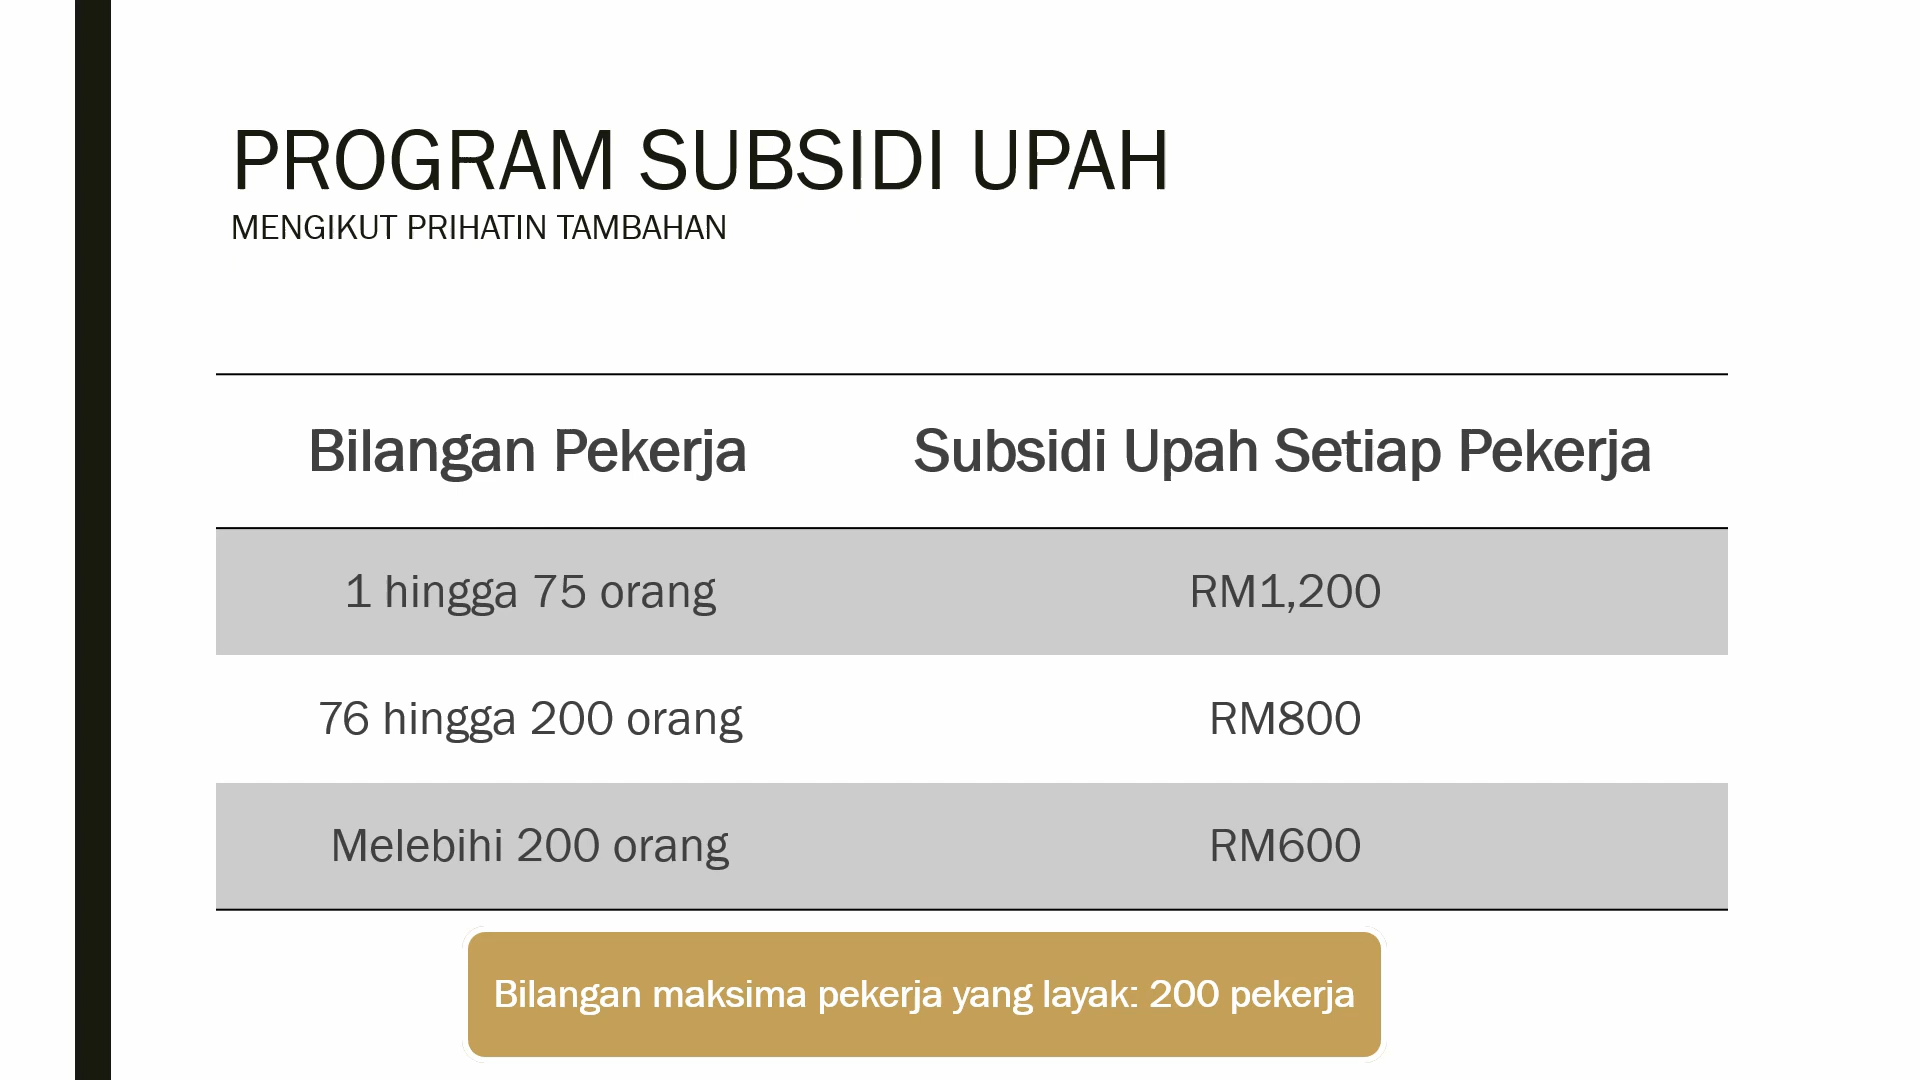 PROGRAM SUBSIDI UPAH
MENGIKUT PRIHATIN TAMBAHAN
Bilangan Pekerja Subsidi Upah Setiap Pekerja
1 hingga 75 orang RM1,200
76 hingga 200 orang RM800
Melebihi 200 orang RM600
Bilangan maksima pekerja yang layak: 200 pekerja